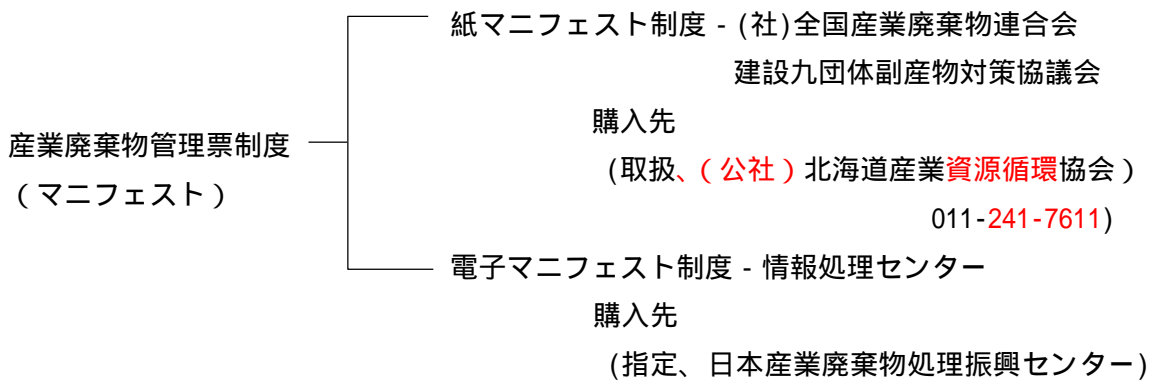 紙マニフェスト制度 - (社)全国産業廃棄物連合会
建設九団体副産物対策協議会
産業廃棄物管理票制度
(マニフェスト)
購入先
(取扱、(公社)北海道産業資源循環協会)
011-241-7611)
電子マニフェスト制度 - 情報処理センター
購入先
(指定、日本産業廃棄物処理振興センター)